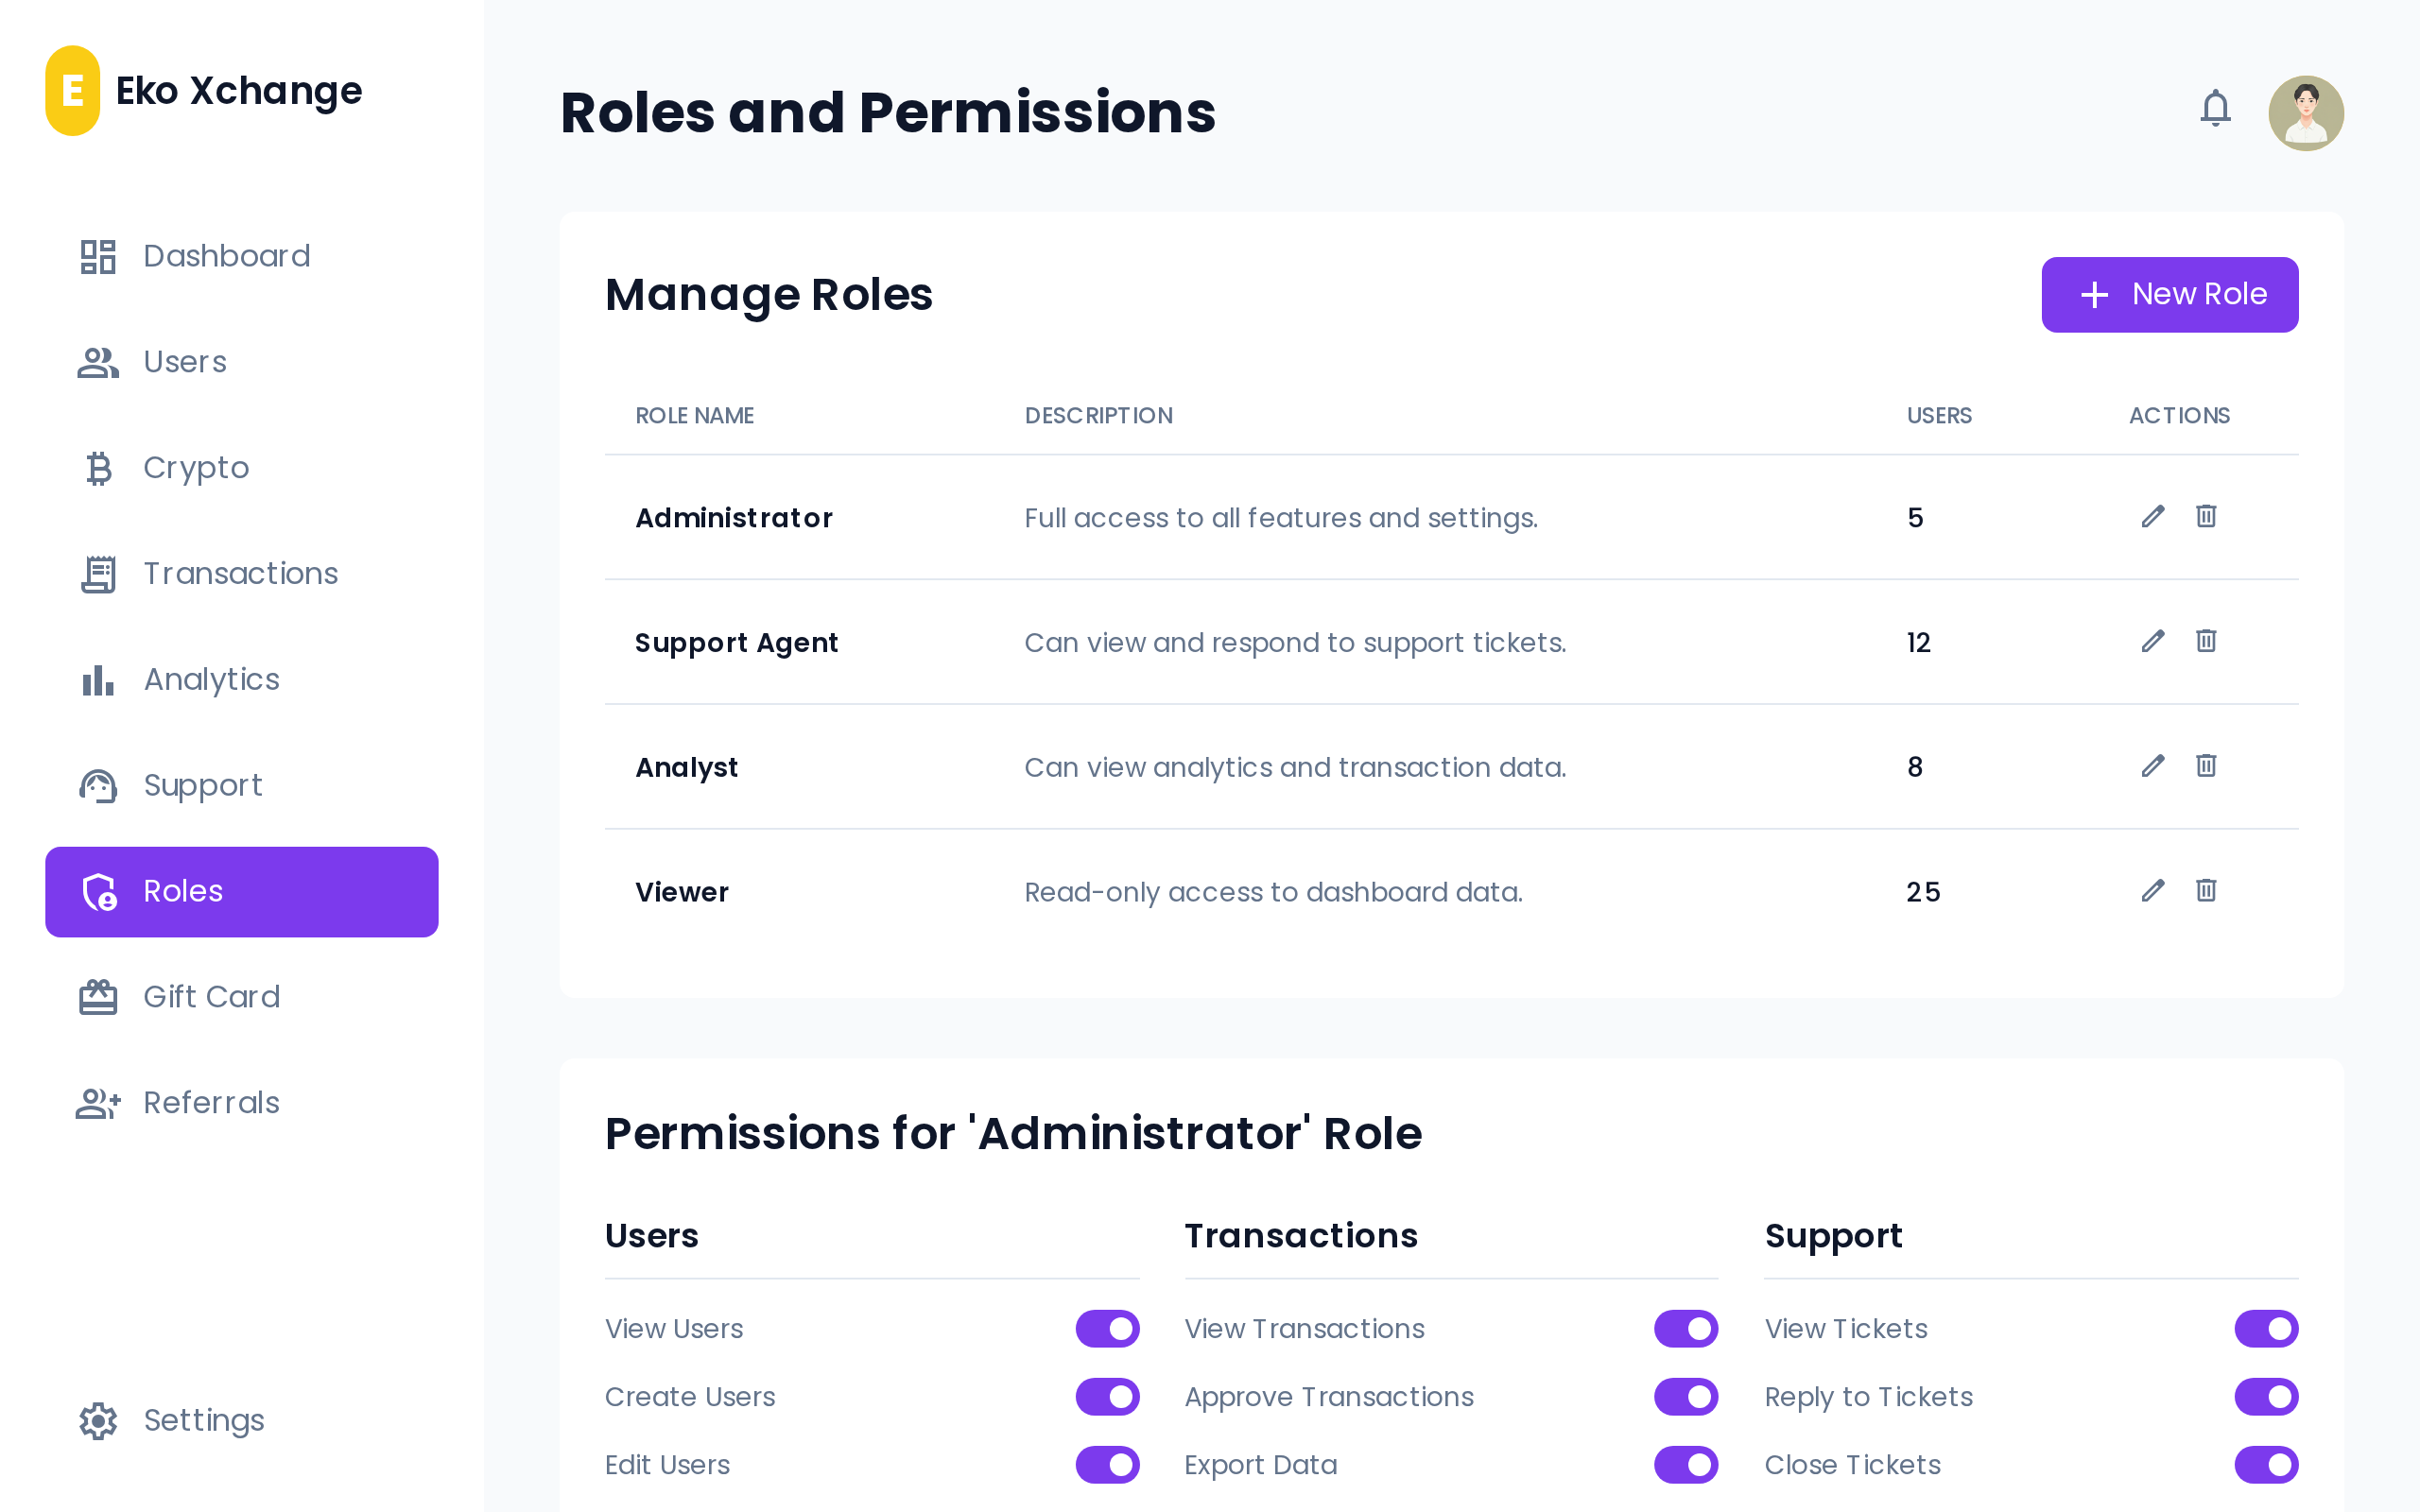 E Eko Xchange
Dashboard
Users
Crypto
Transactions
Analytics
Support
Roles
Gift Card
Referrals
Settings
Roles and Permissions
Manage Roles
New Role
ROLE NAME DESCRIPTION USERS ACTIONS
Administrator Full access to all features and settings. 5
Support Agent Can view and respond to support tickets. 12
Analyst Can view analytics and transaction data. 8
Viewer Read-only access to dashboard data. 25
Permissions for 'Administrator' Role
Users
View Users
Create Users
Edit Users
Transactions
View Transactions
Approve Transactions
Export Data
Support
View Tickets
Reply to Tickets
Close Tickets